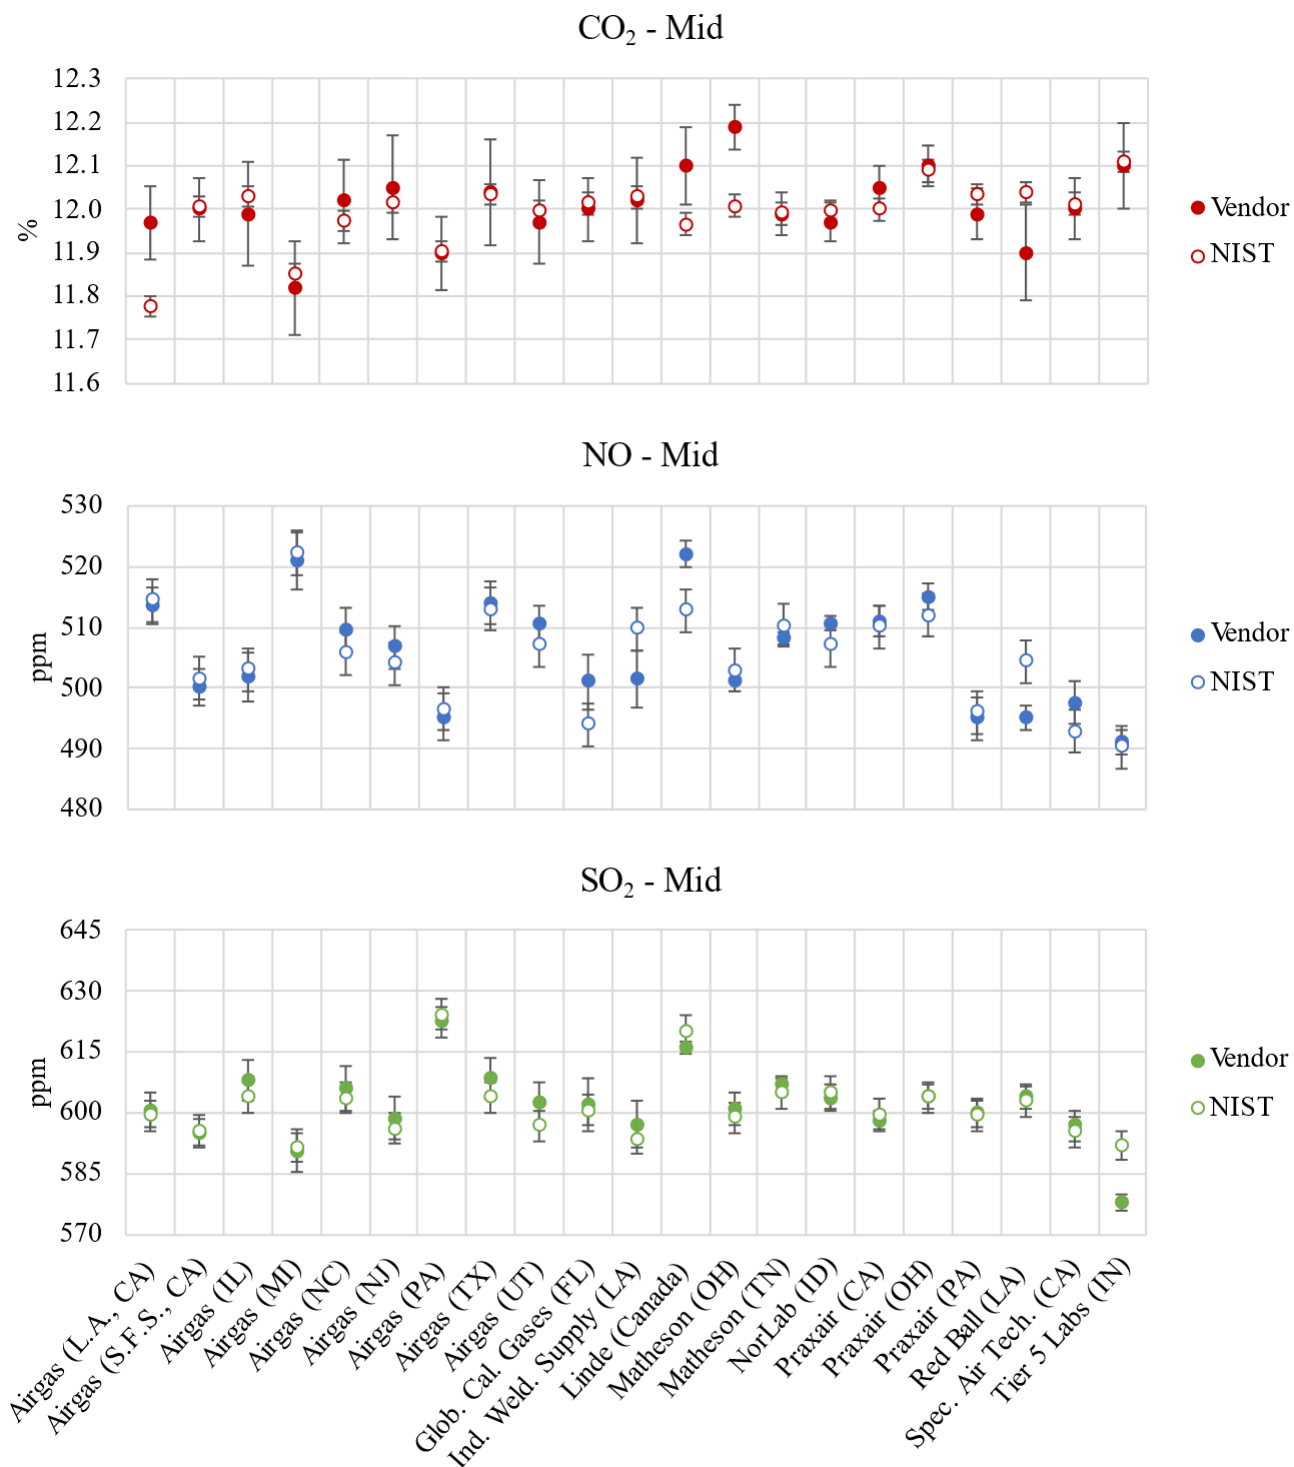 CO₂ - Mid
12.3
12.2
12.1
12.0
11.9
11.8
11.7
11.6
%
Vendor
NIST
NO - Mid
530
520
510
500
490
480
ppm
Vendor
NIST
SO₂ - Mid
645
630
615
600
585
570
ppm
Vendor
NIST
Airgas (L.A., CA)
Airgas (S.F.S., CA)
Airgas (IL)
Airgas (MI)
Airgas (NC)
Airgas (NJ)
Airgas (PA)
Airgas (TX)
Airgas (UT)
Glob. Cal. Gases (FL)
Ind. Weld. Supply (LA)
Linde (Canada)
Matheson (OH)
Matheson (TN)
NorLab (ID)
Praxair (CA)
Praxair (OH)
Praxair (PA)
Red Ball (LA)
Spec. Air Tech. (CA)
Tier 5 Labs (IN)